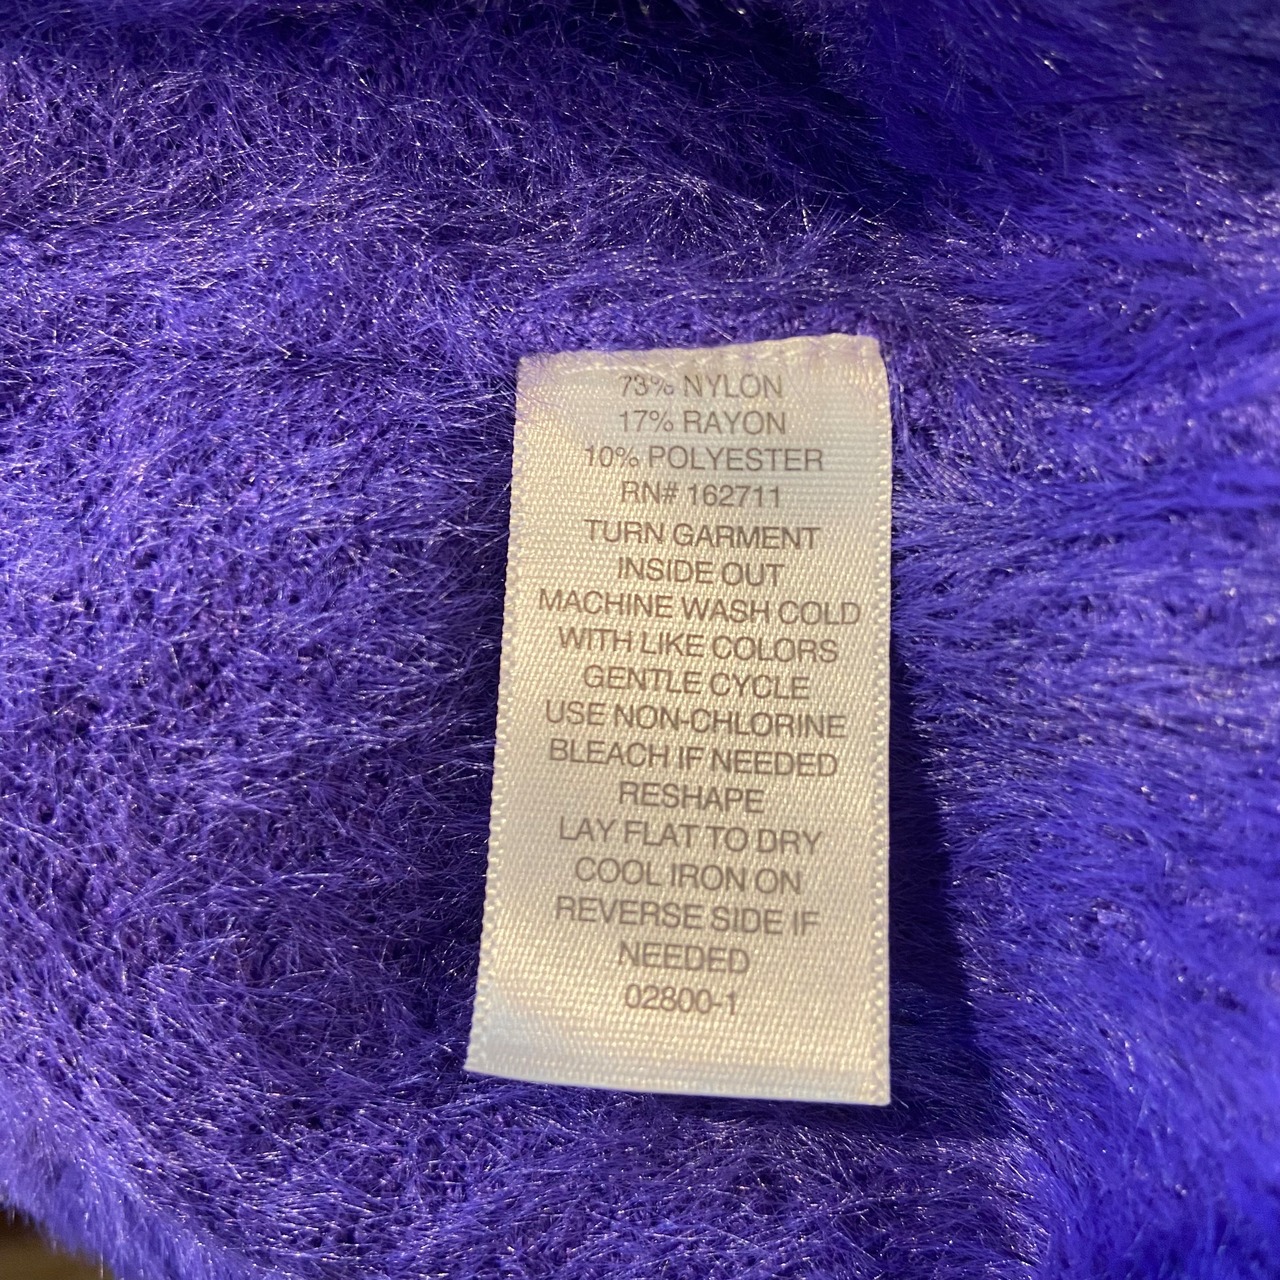 73% NYLON
17% RAYON
10% POLYESTER
RN# 162711
TURN GARMENT
INSIDE OUT
MACHINE WASH COLD
WITH LIKE COLORS
GENTLE CYCLE
USE NON-CHLORINE
BLEACH IF NEEDED
RESHAPE
LAY FLAT TO DRY
COOL IRON ON
REVERSE SIDE IF
NEEDED
02800-1